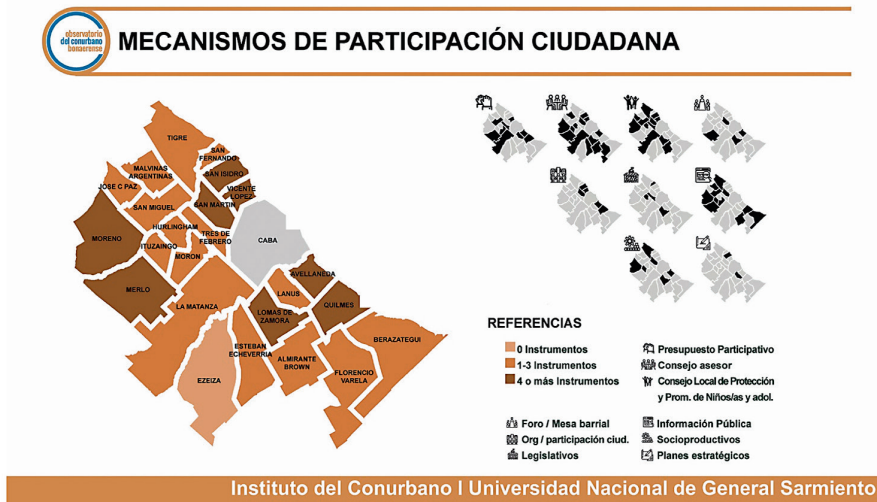 observatorio
del conurbano
bonaerense
MECANISMOS DE PARTICIPACIÓN CIUDADANA
TIGRE
SAN
FERNANDO
MALVINAS
ARGENTINAS
SAN ISIDRO
JOSE C PAZ
VICENTE
LOPEZ
SAN MIGUEL
SAN MARTIN
HURLINGHAM
TRES DE
FEBRERO
MORENO
ITUZAINGO
CABA
MORON
AVELLANEDA
MERLO
LANUS
LA MATANZA
QUILMES
LOMAS DE
ZAMORA
BERAZATEGUI
ESTEBAN
ECHEVERRIA
ALMIRANTE
BROWN
FLORENCIO
VARELA
EZEIZA
REFERENCIAS
0 Instrumentos
1-3 Instrumentos
4 o más Instrumentos
Presupuesto Participativo
Consejo asesor
Consejo Local de Protección
y Prom. de Niños/as y adol.
Foro / Mesa barrial
Org / participación ciud.
Legislativos
Información Pública
Socioproductivos
Planes estratégicos
Instituto del Conurbano I Universidad Nacional de General Sarmiento